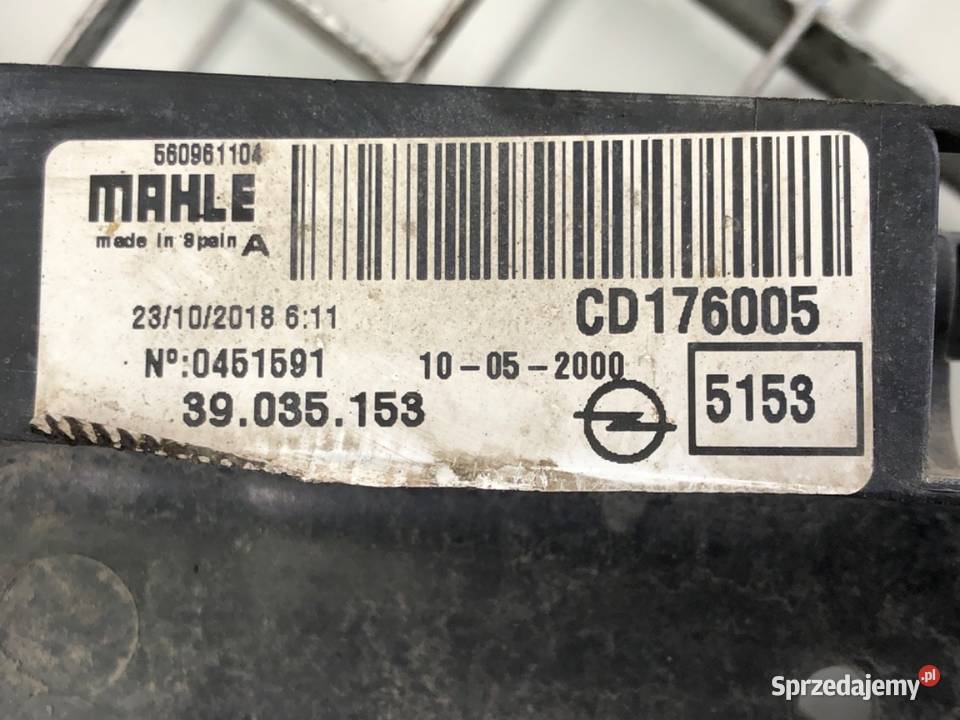 560961104
MAHLE
made in Spain A
CD176005
23/10/2018 6:11
Nº:0451591 10-05-2000
39.035.153
5153
Sprzedajemy.pl